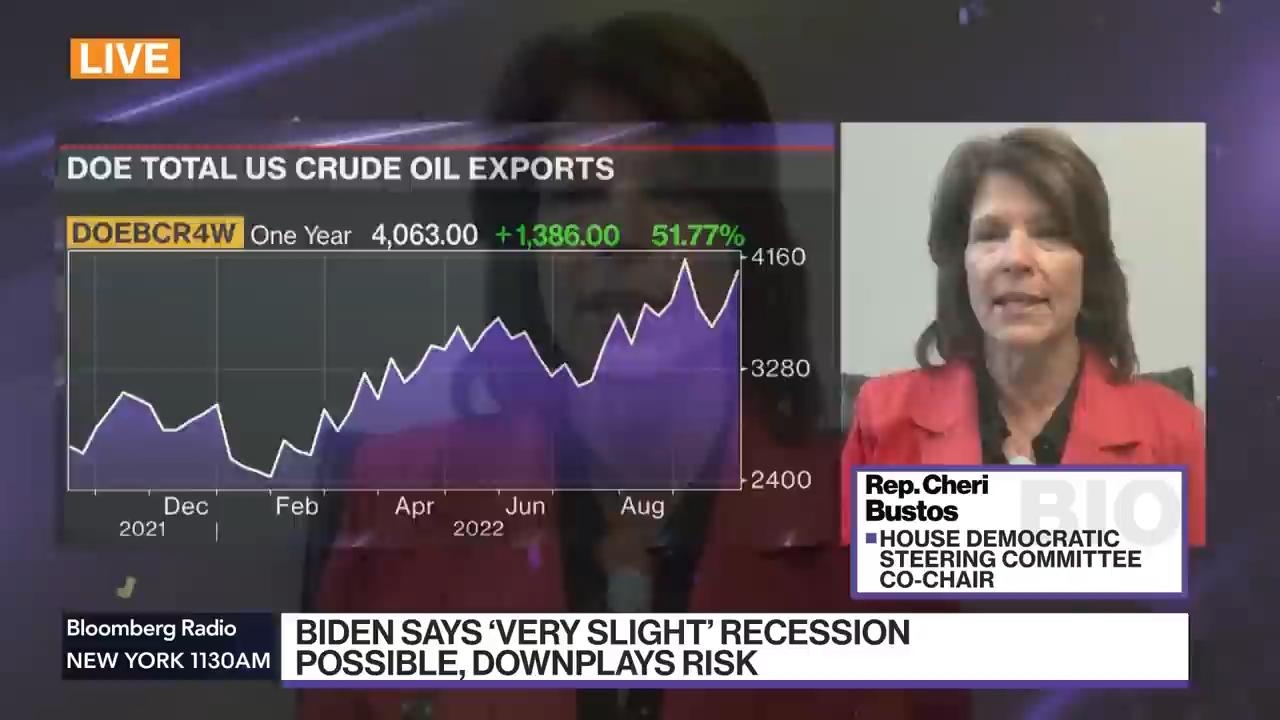 LIVE
DOE TOTAL US CRUDE OIL EXPORTS
DOEBCR4W One Year 4,063.00 +1,386.00 51.77%
4160
3280
2400
Dec Feb Apr Jun Aug
2021 2022
BIO
Rep. Cheri
Bustos
HOUSE DEMOCRATIC
STEERING COMMITTEE
CO-CHAIR
Bloomberg Radio
NEW YORK 1130AM
BIDEN SAYS ‘VERY SLIGHT’ RECESSION
POSSIBLE, DOWNPLAYS RISK